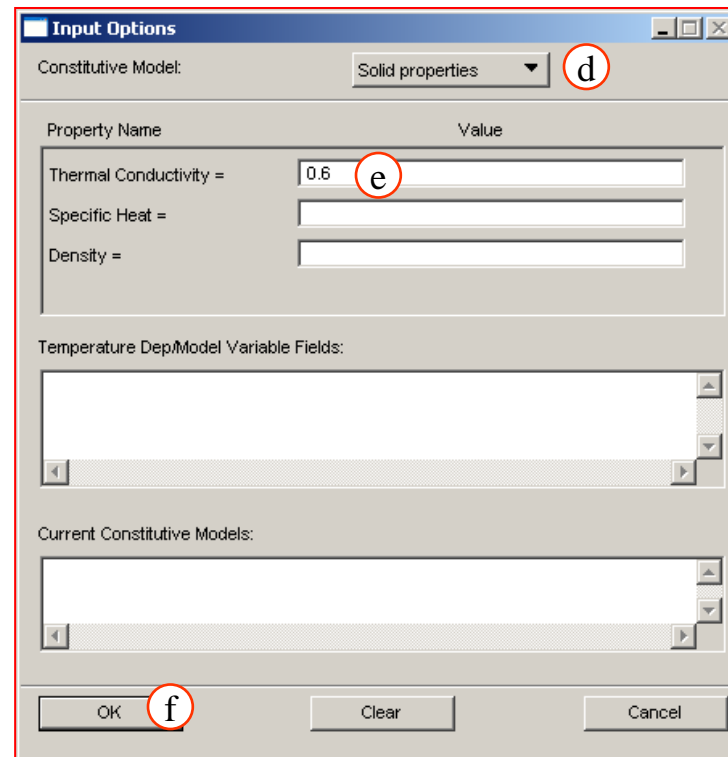 Input Options
Constitutive Model: Solid properties d
Property Name Value
Thermal Conductivity = 0.6 e
Specific Heat =
Density =
Temperature Dep/Model Variable Fields:
Current Constitutive Models:
OK f Clear Cancel